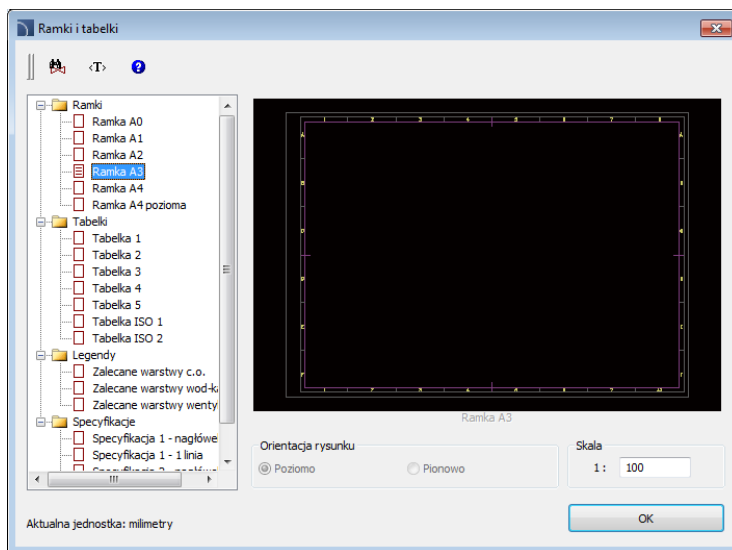 Ramki i tabelki
‹T›
Ramki
Ramka A0
Ramka A1
Ramka A2
Ramka A3
Ramka A4
Ramka A4 pozioma
Tabelki
Tabelka 1
Tabelka 2
Tabelka 3
Tabelka 4
Tabelka 5
Tabelka ISO 1
Tabelka ISO 2
Legendy
Zalecane warstwy c.o.
Zalecane warstwy wod-ka
Zalecane warstwy wenty
Specyfikacje
Specyfikacja 1 - nagłówe
Specyfikacja 1 - 1 linia
Ramka A3
Orientacja rysunku
Poziomo
Pionowo
Skala
1 :
100
Aktualna jednostka: milimetry
OK